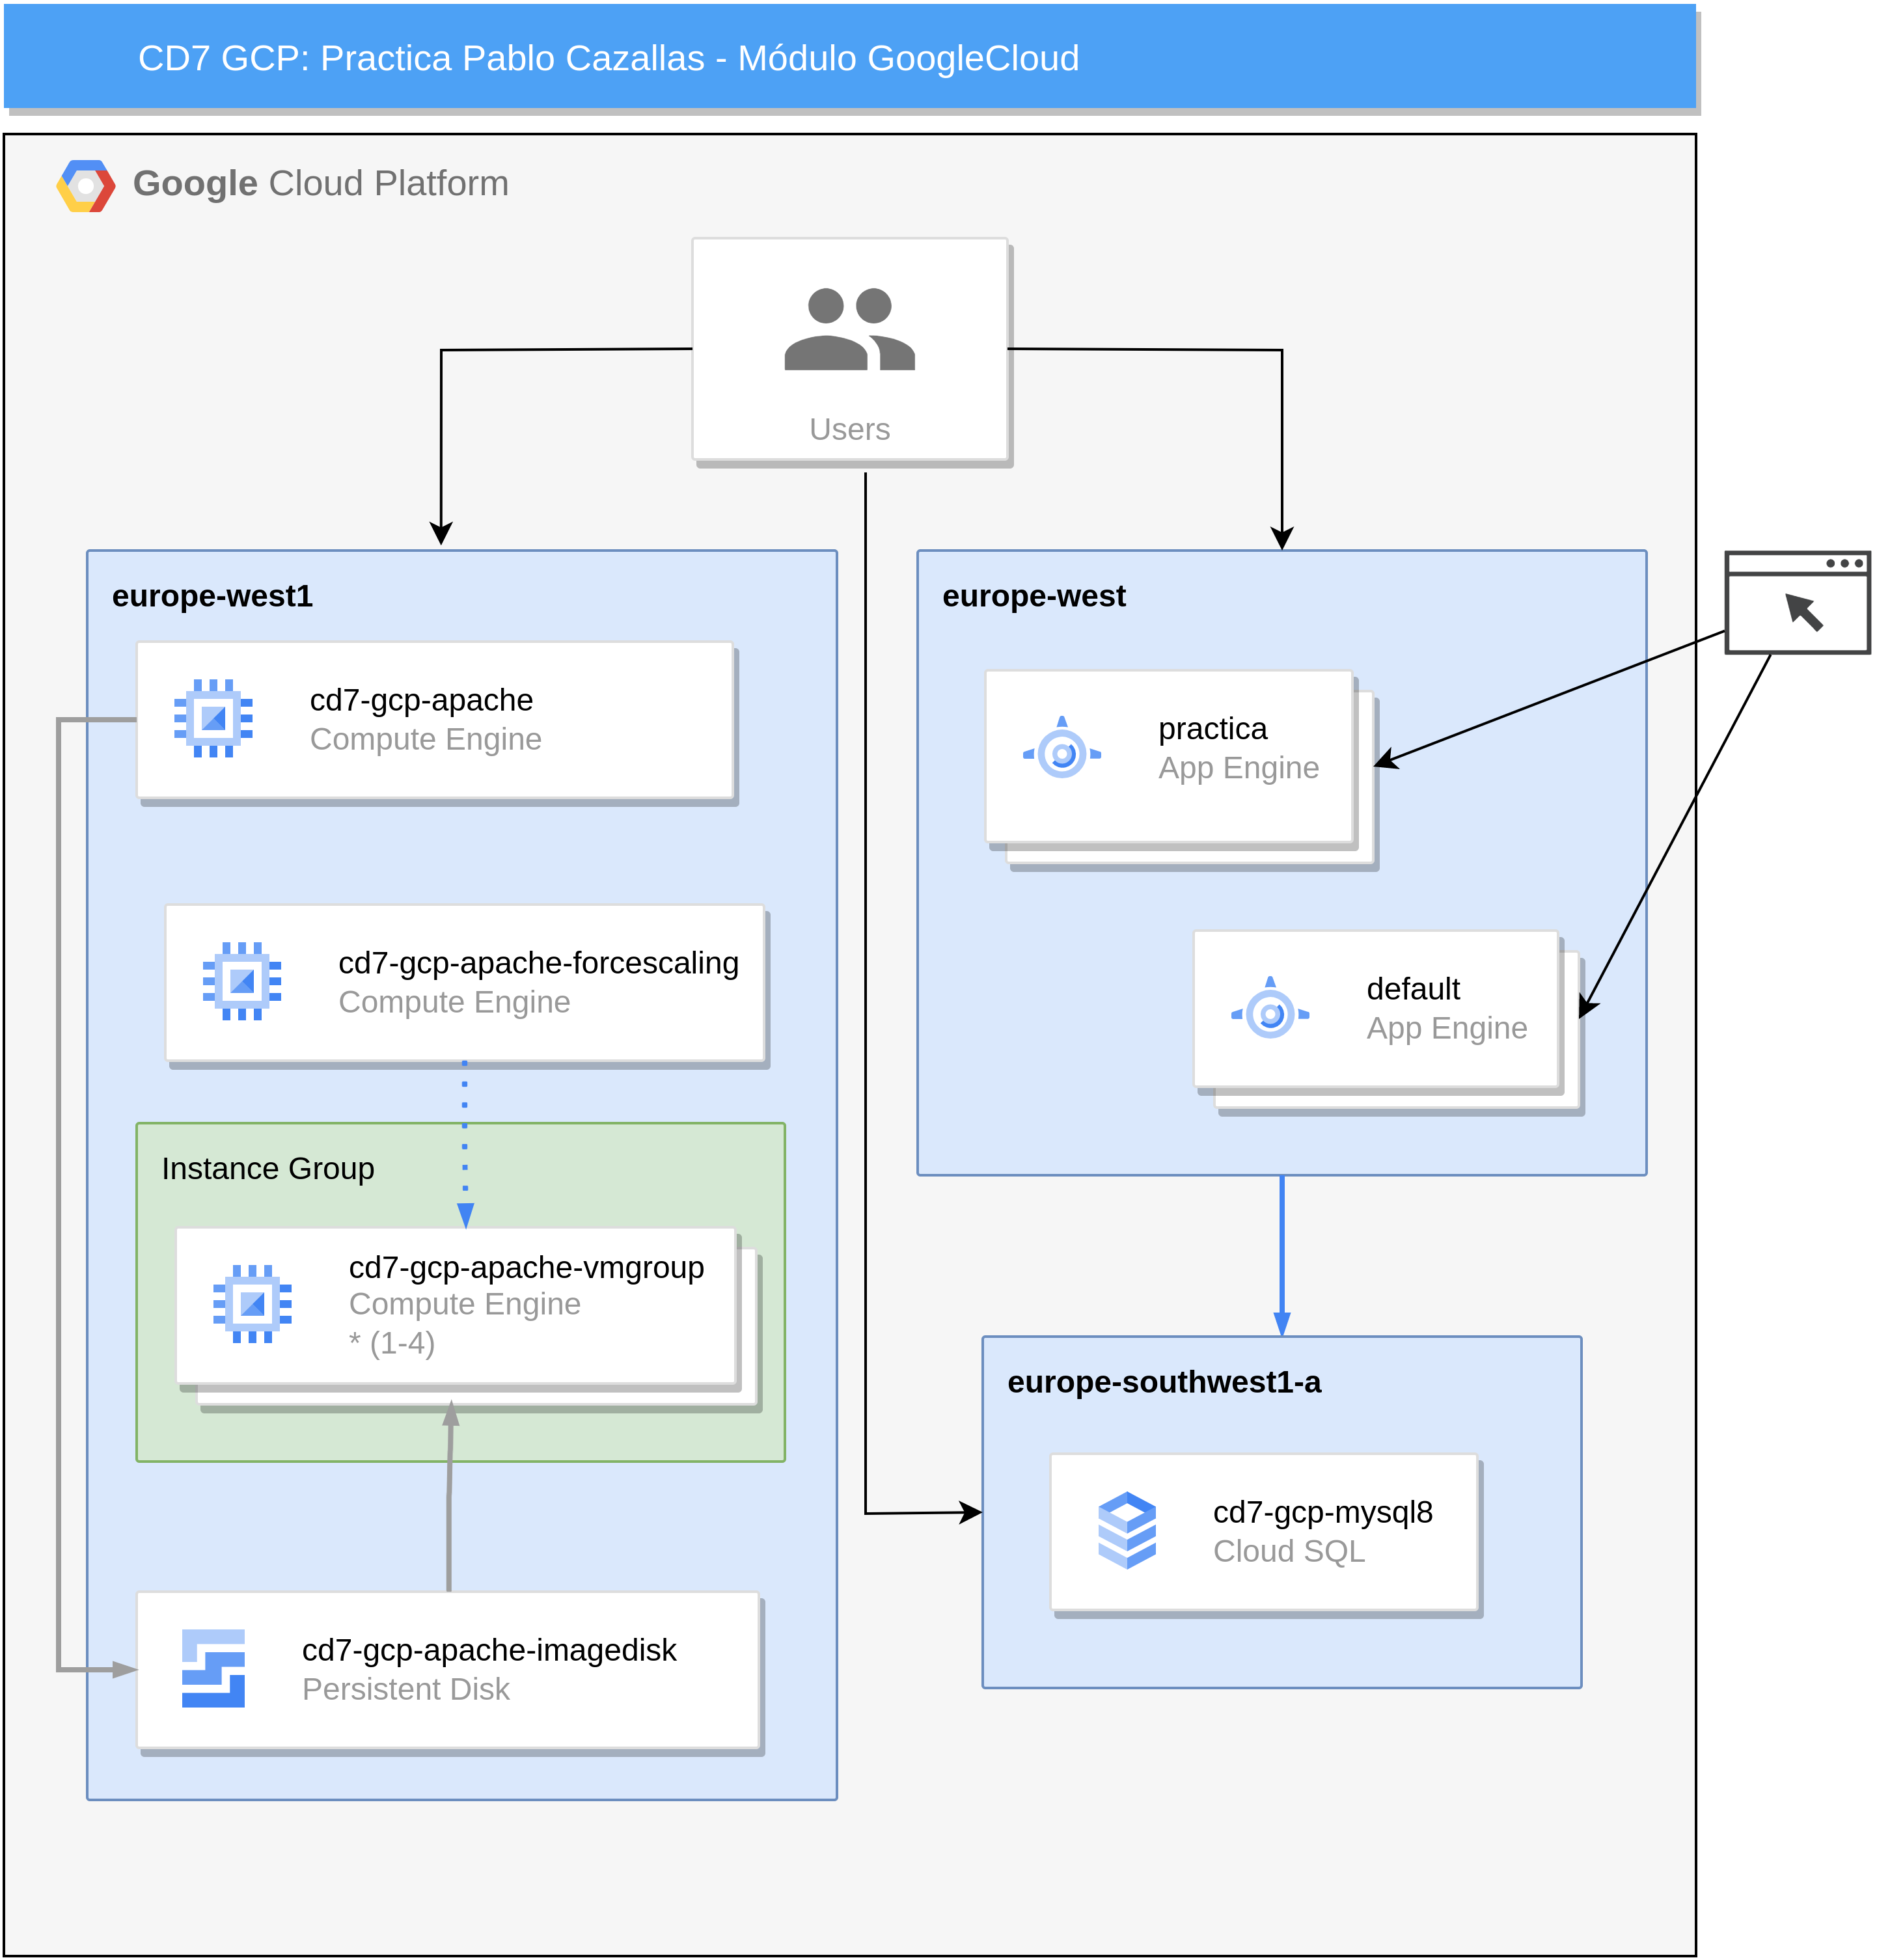 CD7 GCP: Practica Pablo Cazallas - Módulo GoogleCloud
Google Cloud Platform
Users
europe-west1
cd7-gcp-apache
Compute Engine
cd7-gcp-apache-forcescaling
Compute Engine
Instance Group
cd7-gcp-apache-vmgroup
Compute Engine
* (1-4)
cd7-gcp-apache-imagedisk
Persistent Disk
europe-west
practica
App Engine
default
App Engine
europe-southwest1-a
cd7-gcp-mysql8
Cloud SQL